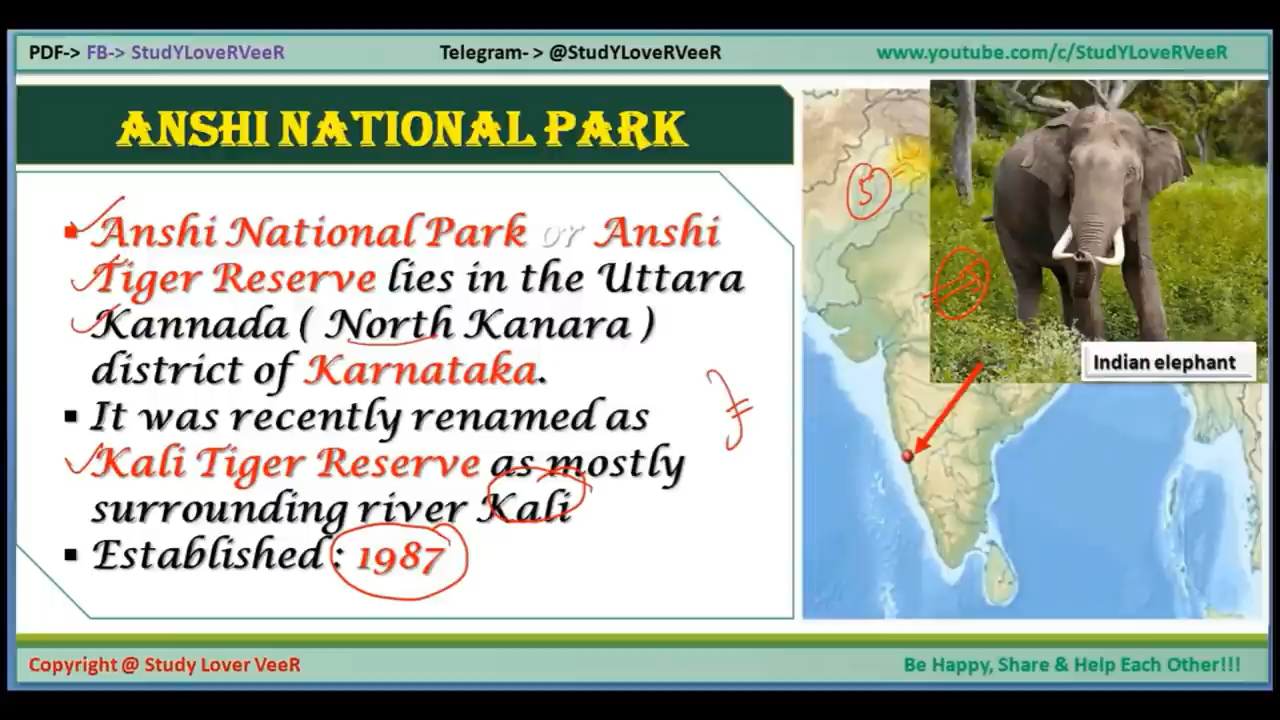 PDF-> FB-> StudYLoveRVeeR
Telegram- > @StudYLoveRVeeR
www.youtube.com/c/StudYLoveRVeeR
ANSHI NATIONAL PARK
▪ Anshi National Park or Anshi
Tiger Reserve lies in the Uttara
Kannada ( North Kanara )
district of Karnataka.
▪ It was recently renamed as
Kali Tiger Reserve as mostly
surrounding river Kali
▪ Established : 1987
5
Indian elephant
Copyright @ Study Lover VeeR
Be Happy, Share & Help Each Other!!!